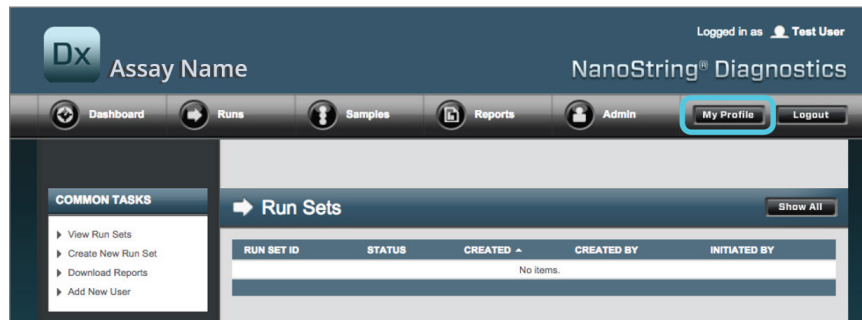 Logged in as Test User
Dx Assay Name
NanoString® Diagnostics
Dashboard Runs Samples Reports Admin My Profile Logout
COMMON TASKS
View Run Sets
Create New Run Set
Download Reports
Add New User
Run Sets Show All
RUN SET ID STATUS CREATED CREATED BY INITIATED BY
No items.